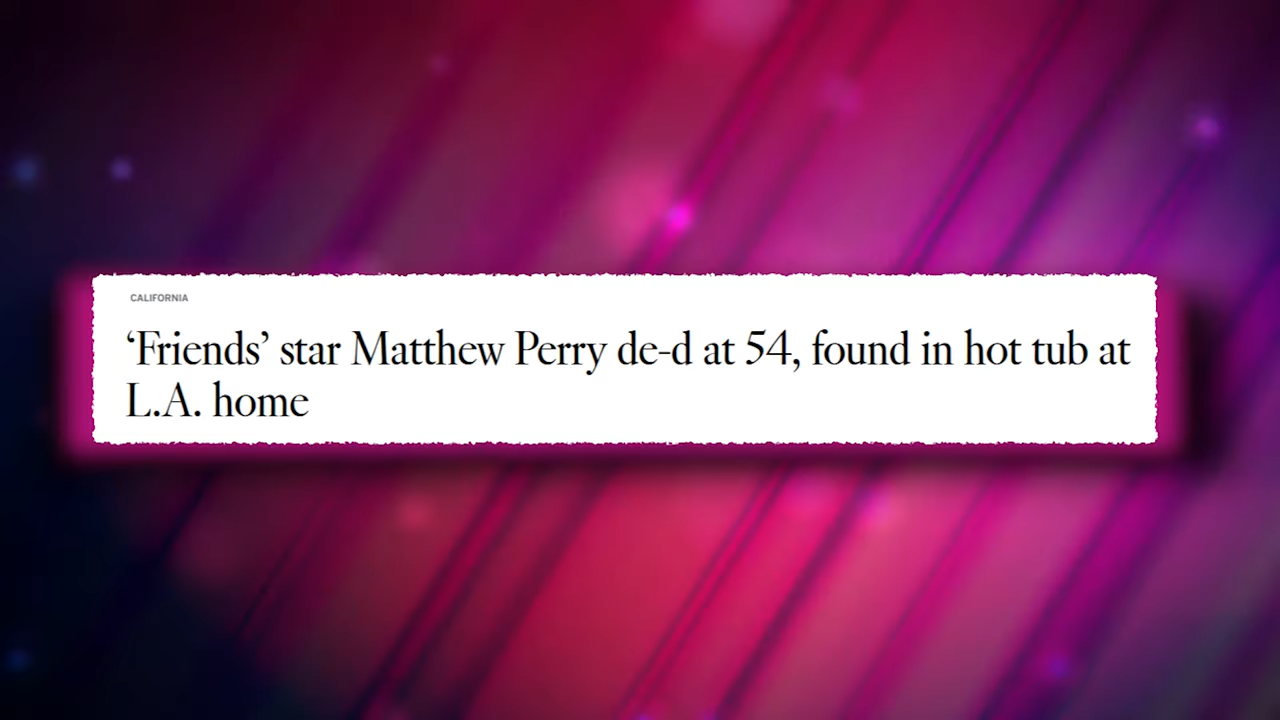 CALIFORNIA
‘Friends’ star Matthew Perry de-d at 54, found in hot tub at
L.A. home